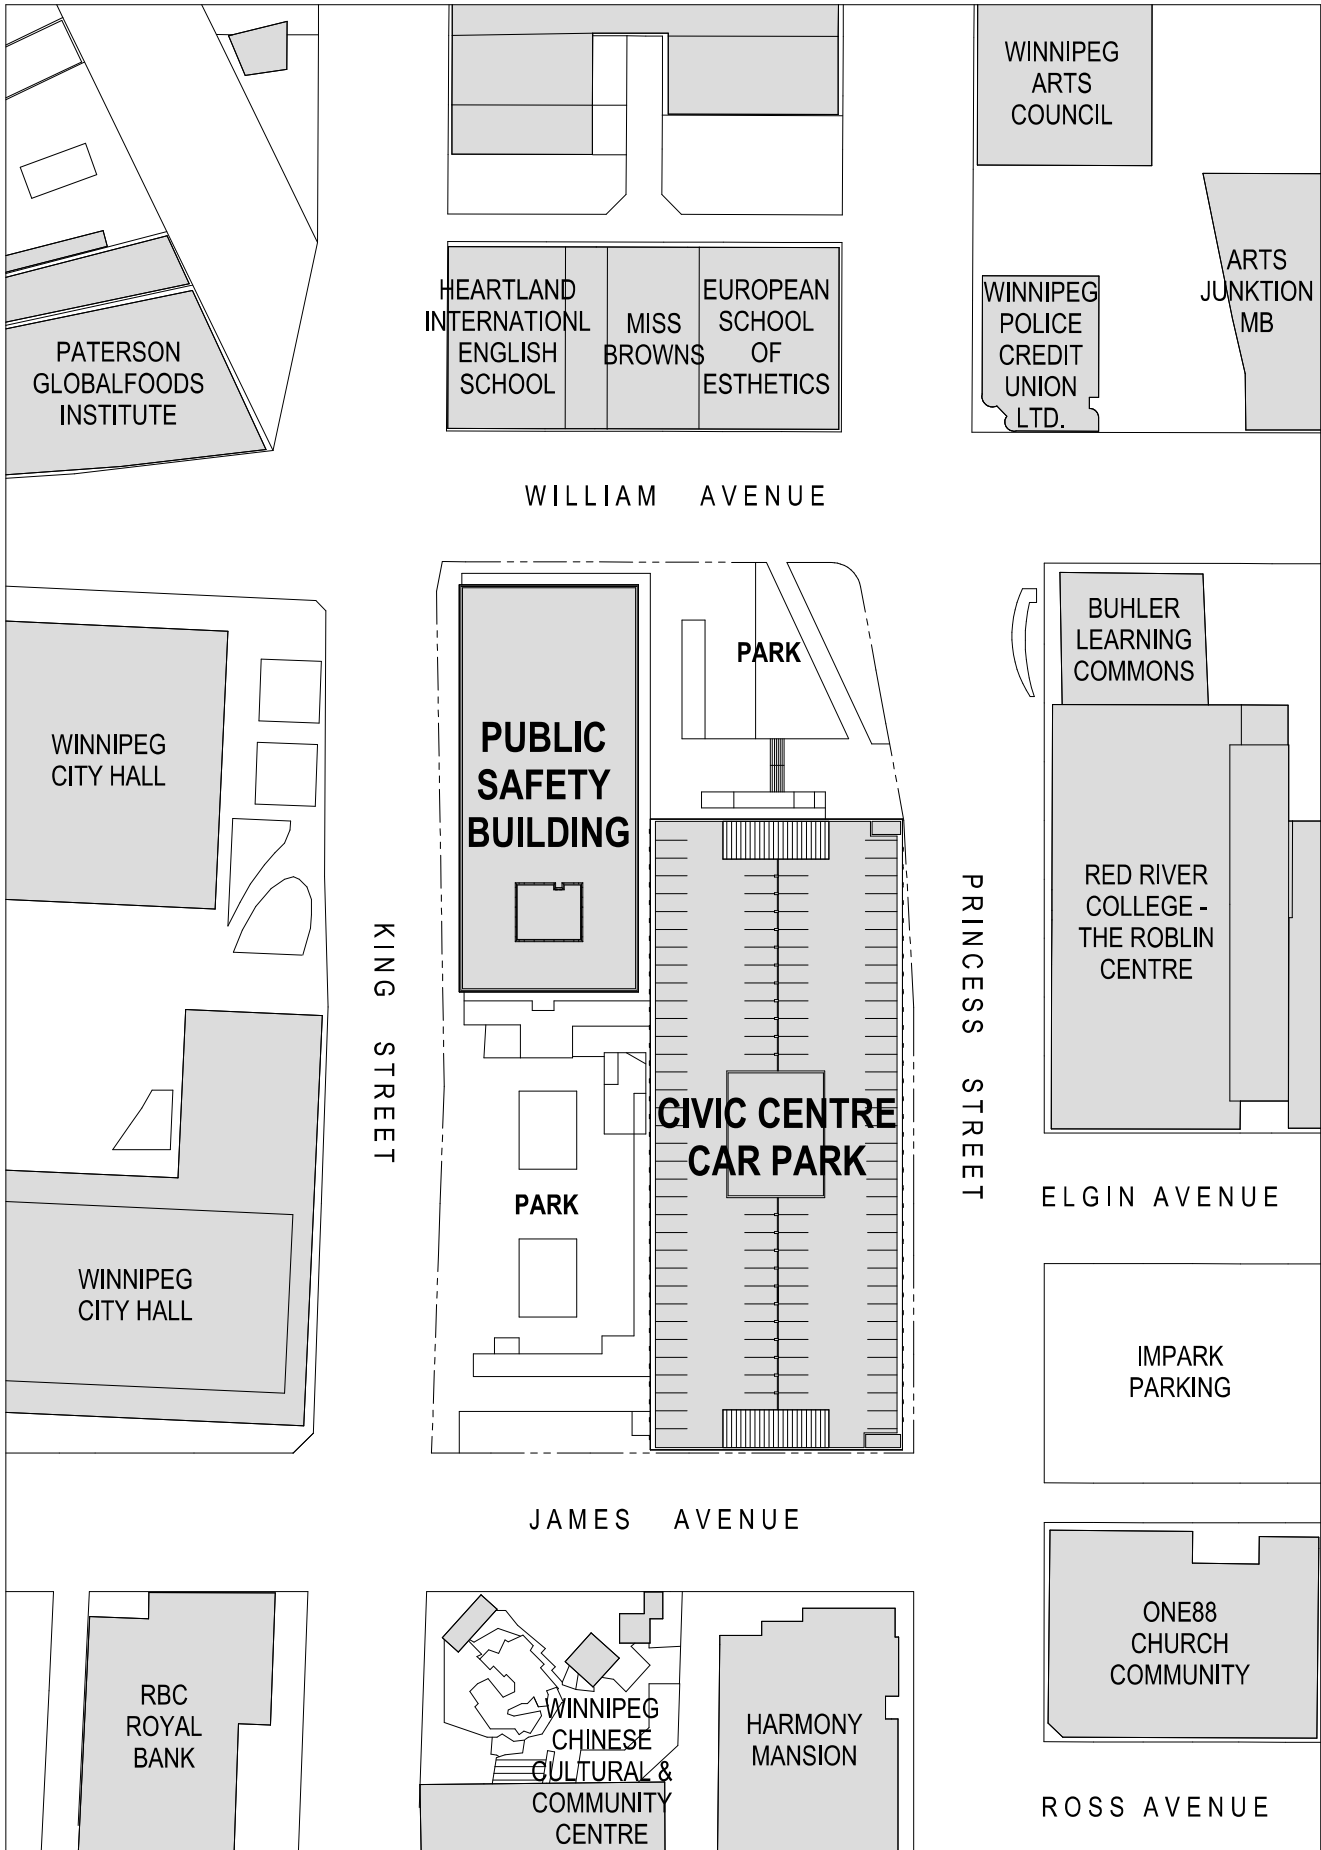 WINNIPEG
ARTS
COUNCIL
ARTS
JUNKTION
MB
HEARTLAND
INTERNATIONL
ENGLISH
SCHOOL
MISS
BROWNS
EUROPEAN
SCHOOL
OF
ESTHETICS
WINNIPEG
POLICE
CREDIT
UNION
LTD.
PATERSON
GLOBALFOODS
INSTITUTE
WILLIAM AVENUE
BUHLER
LEARNING
COMMONS
PARK
PUBLIC
SAFETY
BUILDING
WINNIPEG
CITY HALL
RED RIVER
COLLEGE -
THE ROBLIN
CENTRE
KING STREET
PRINCESS STREET
CIVIC CENTRE
CAR PARK
PARK
ELGIN AVENUE
WINNIPEG
CITY HALL
IMPARK
PARKING
JAMES AVENUE
ONE88
CHURCH
COMMUNITY
RBC
ROYAL
BANK
WINNIPEG
CHINESE
CULTURAL &
COMMUNITY
CENTRE
HARMONY
MANSION
ROSS AVENUE